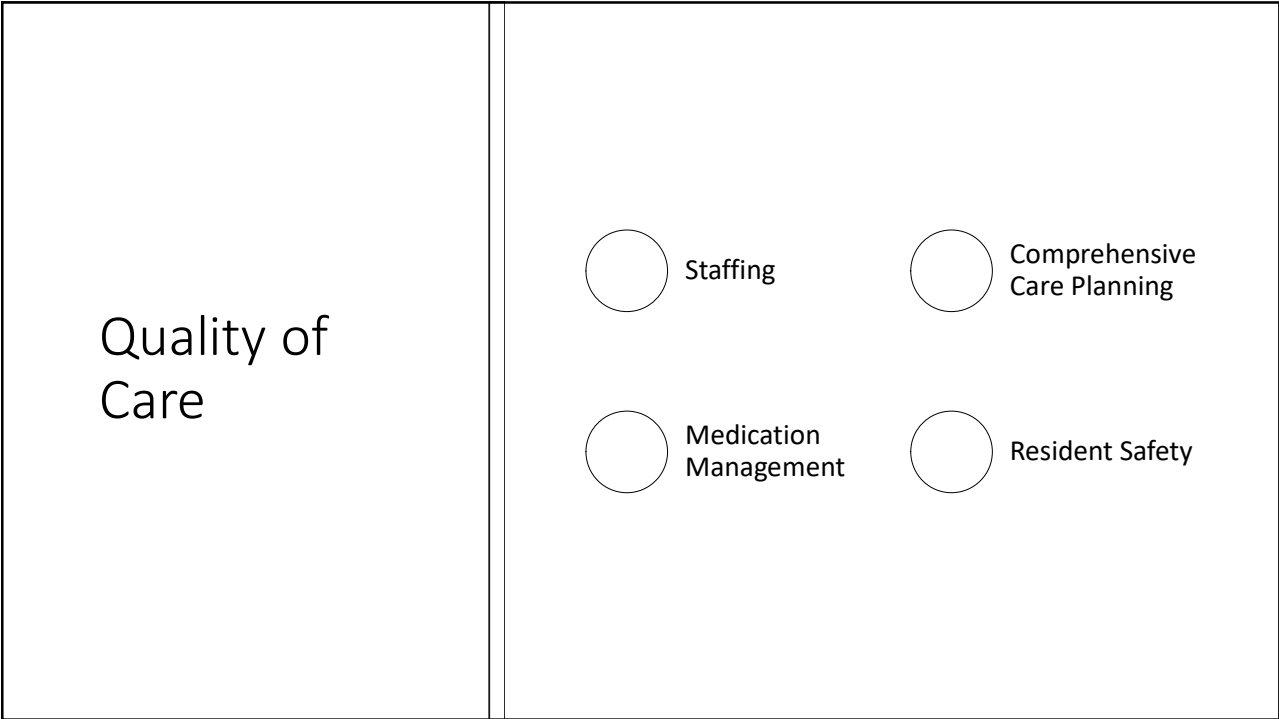 Quality of
Care
Staffing
Comprehensive
Care Planning
Medication
Management
Resident Safety